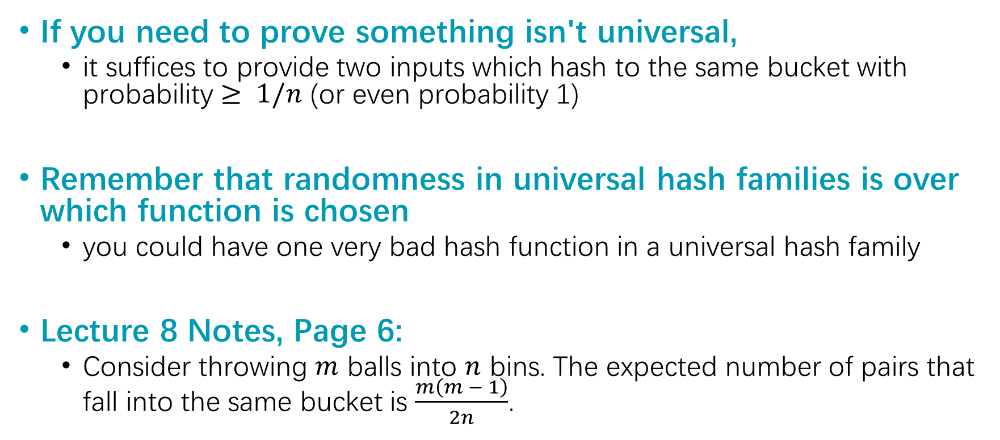 • If you need to prove something isn't universal,
• it suffices to provide two inputs which hash to the same bucket with
probability ≥ 1/n (or even probability 1)
• Remember that randomness in universal hash families is over
which function is chosen
• you could have one very bad hash function in a universal hash family
• Lecture 8 Notes, Page 6:
• Consider throwing m balls into n bins. The expected number of pairs that
fall into the same bucket is m(m − 1)/2n.